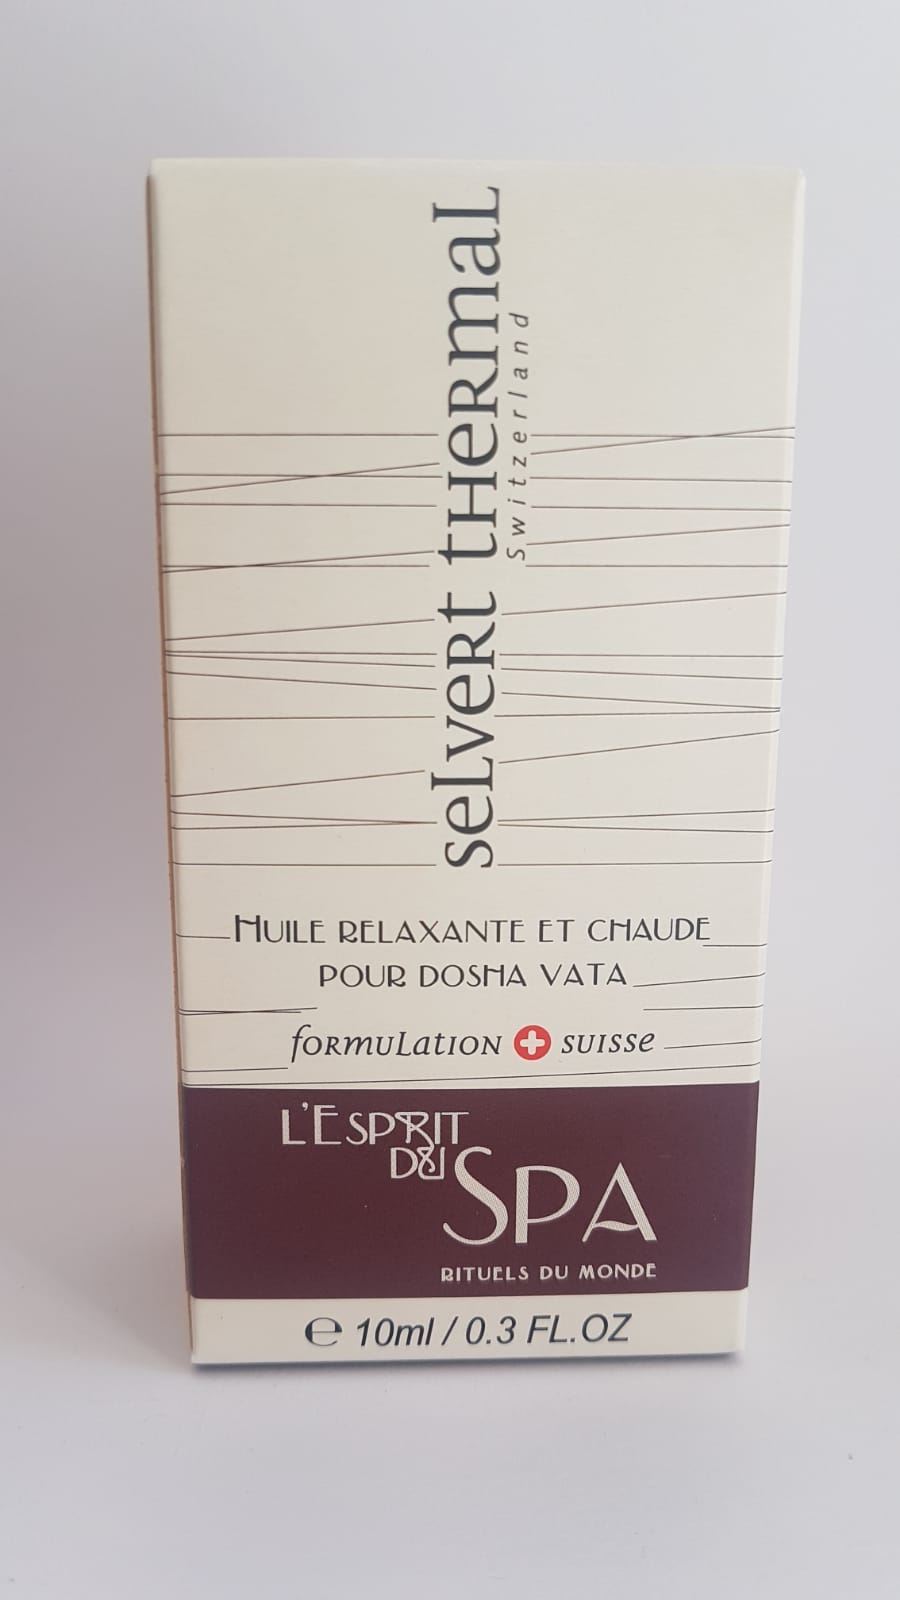 seLveRt tHeRmaL
Switzerland
HUILE RELAXANTE ET CHAUDE
POUR DOSHA VATA
foRmuLatION SUISSe
L'ESPRIT
DU SPA
RITUELS DU MONDE
℮ 10ml / 0.3 FL.OZ